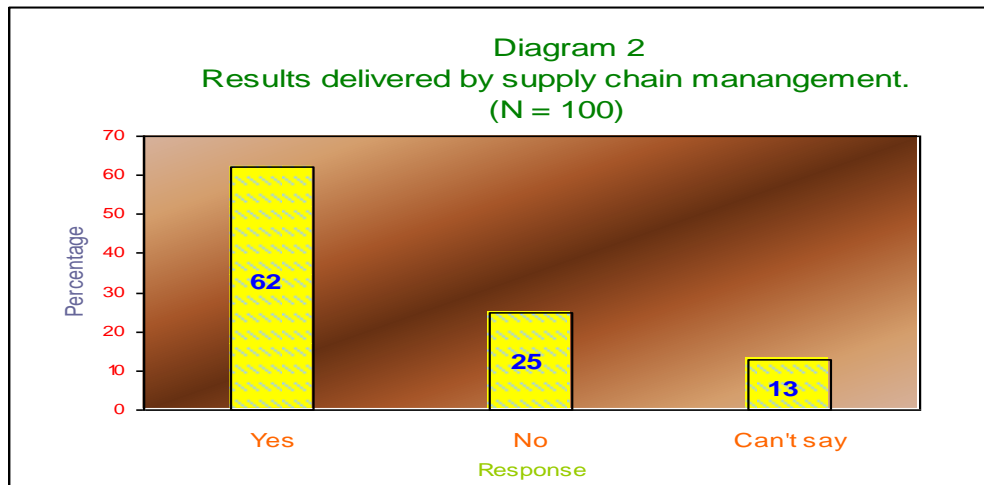 Diagram 2
Results delivered by supply chain manangement.
(N = 100)
Percentage
70
60
50
40
30
20
10
0
62
25
13
Yes No Can't say
Response